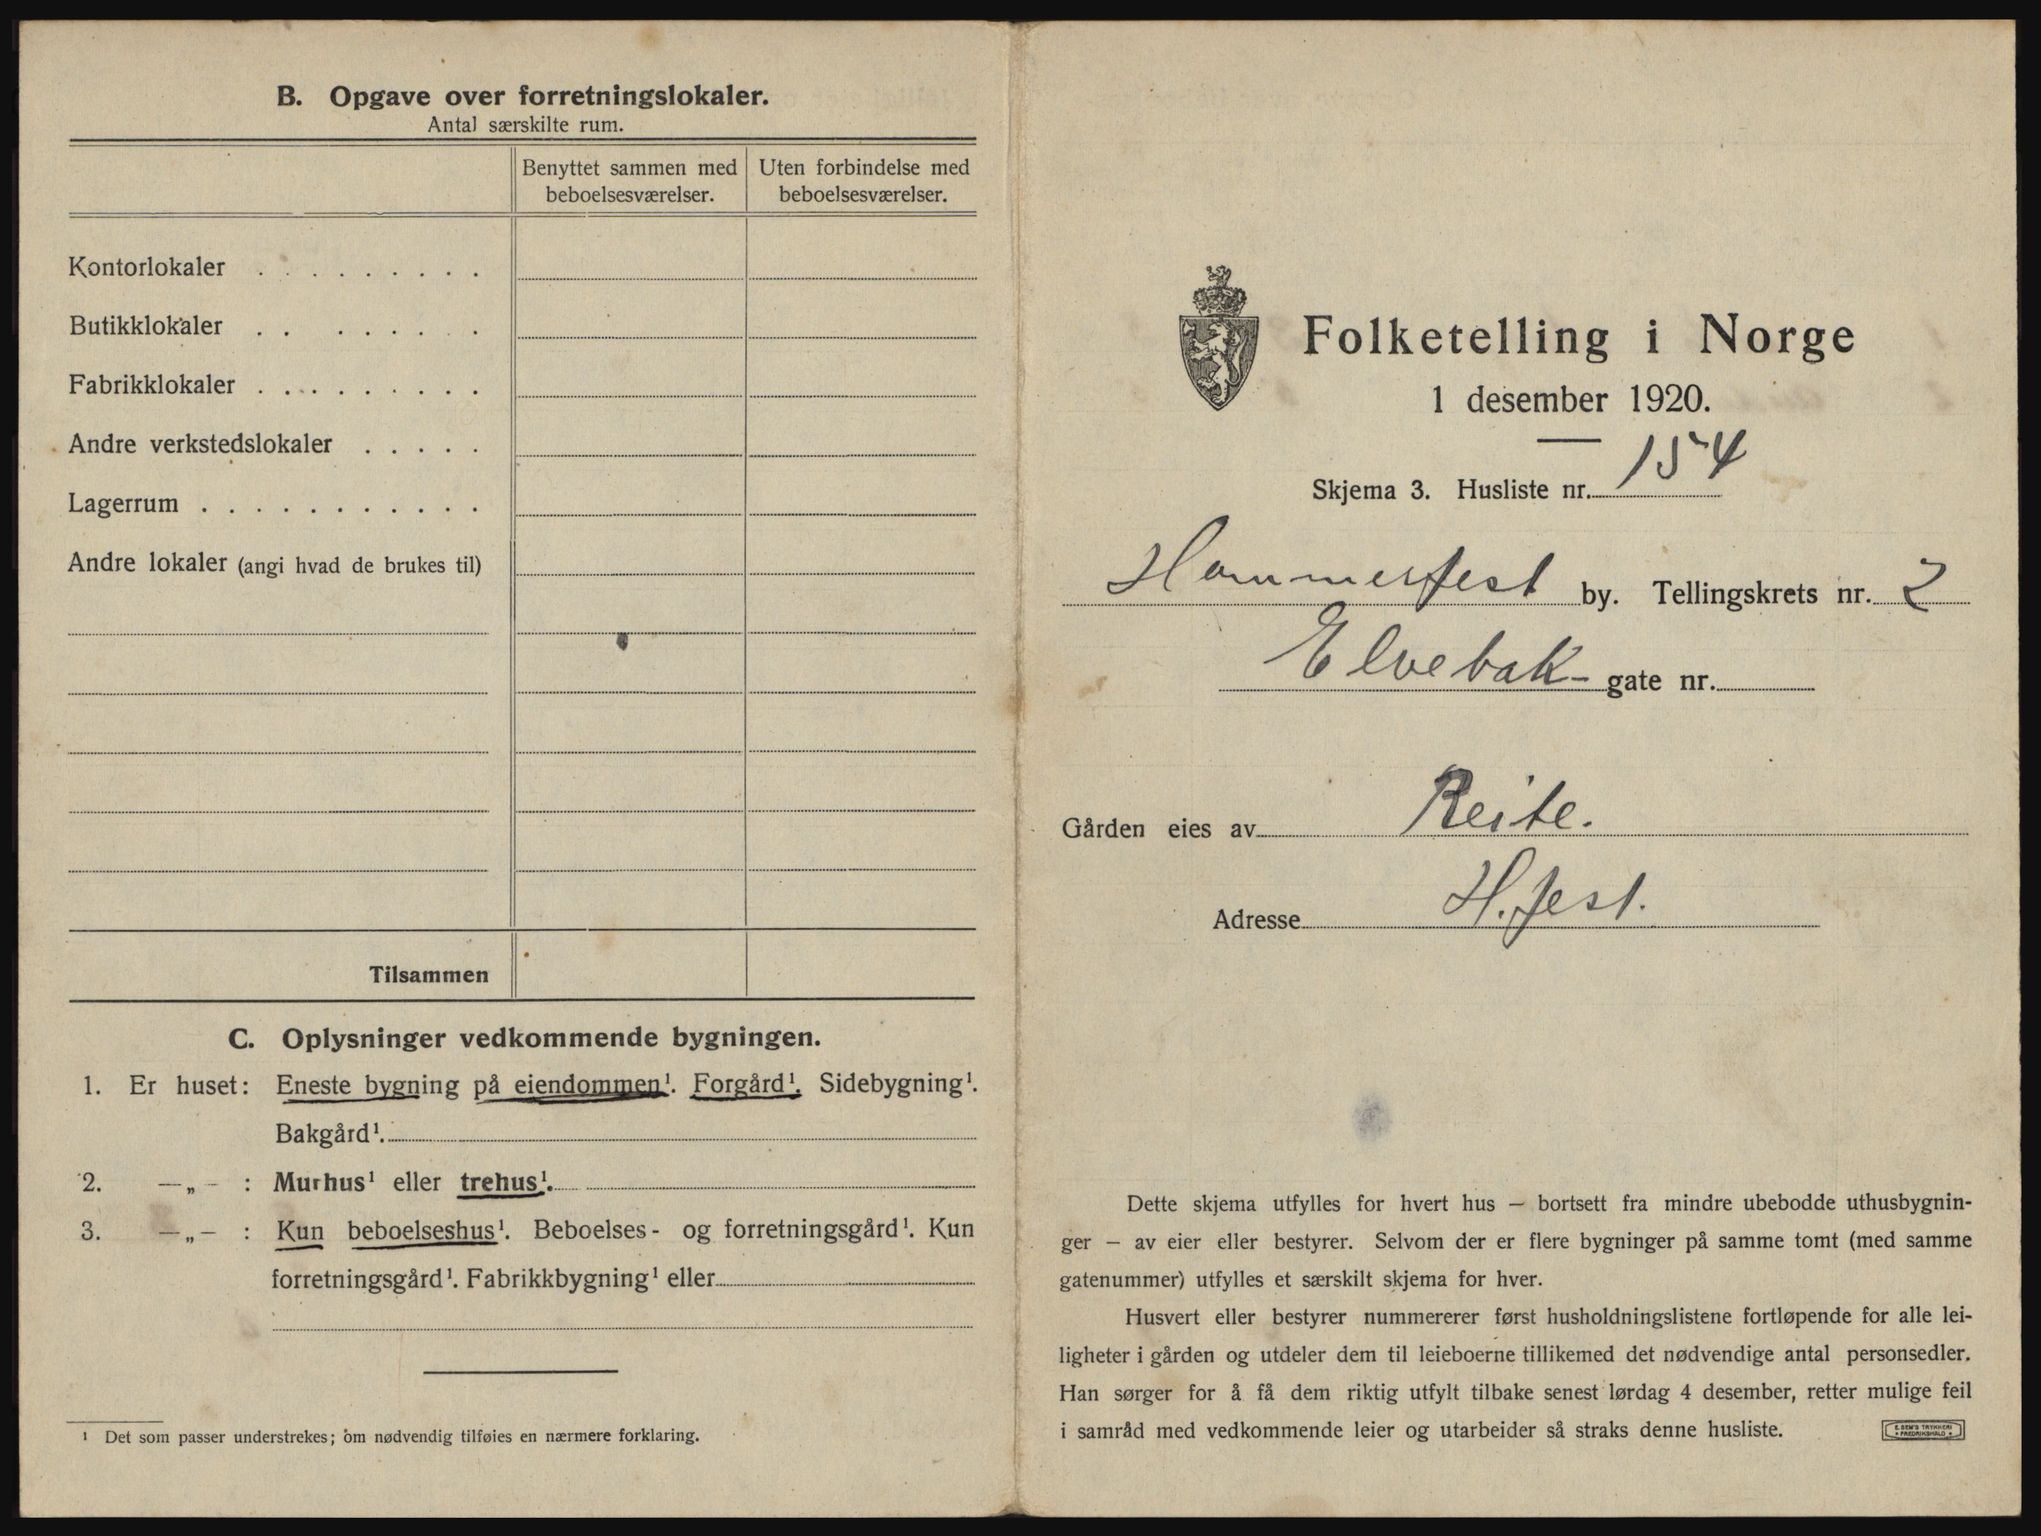 B. Opgave over forretningslokaler.
Antal særskilte rum.
Benyttet sammen med beboelsesværelser.
Uten forbindelse med beboelsesværelser.
Kontorlokaler . . . . . . . . .
Butikklokaler . . . . . . . .
Fabrikklokaler . . . . . . . . .
Andre verkstedslokaler . . . . .
Lagerrum . . . . . . . . . . .
Andre lokaler (angi hvad de brukes til)
Tilsammen
C. Oplysninger vedkommende bygningen.
1. Er huset: Eneste bygning på eiendommen¹. Forgård¹. Sidebygning¹.
Bakgård¹.
2. —„— : Murhus¹ eller trehus¹.
3. —„— : Kun beboelseshus¹. Beboelses- og forretningsgård¹. Kun
forretningsgård¹. Fabrikkbygning¹ eller
¹ Det som passer understrekes; om nødvendig tilføies en nærmere forklaring.
Folketelling i Norge
1 desember 1920.
Skjema 3. Husliste nr. 154
Hammerfest by. Tellingskrets nr. 2
Elvebak- gate nr.
Gården eies av Reite.
Adresse H.fest.
Dette skjema utfylles for hvert hus — bortsett fra mindre ubebodde uthusbygnin-
ger — av eier eller bestyrer. Selvom der er flere bygninger på samme tomt (med samme
gatenummer) utfylles et særskilt skjema for hver.
Husvert eller bestyrer nummererer først husholdningslistene fortløpende for alle lei-
ligheter i gården og utdeler dem til leieboerne tillikemed det nødvendige antal personsedler.
Han sørger for å få dem riktig utfylt tilbake senest lørdag 4 desember, retter mulige feil
i samråd med vedkommende leier og utarbeider så straks denne husliste.
E. SEM'S TRYKKERI
• FREDRIKSHALD •